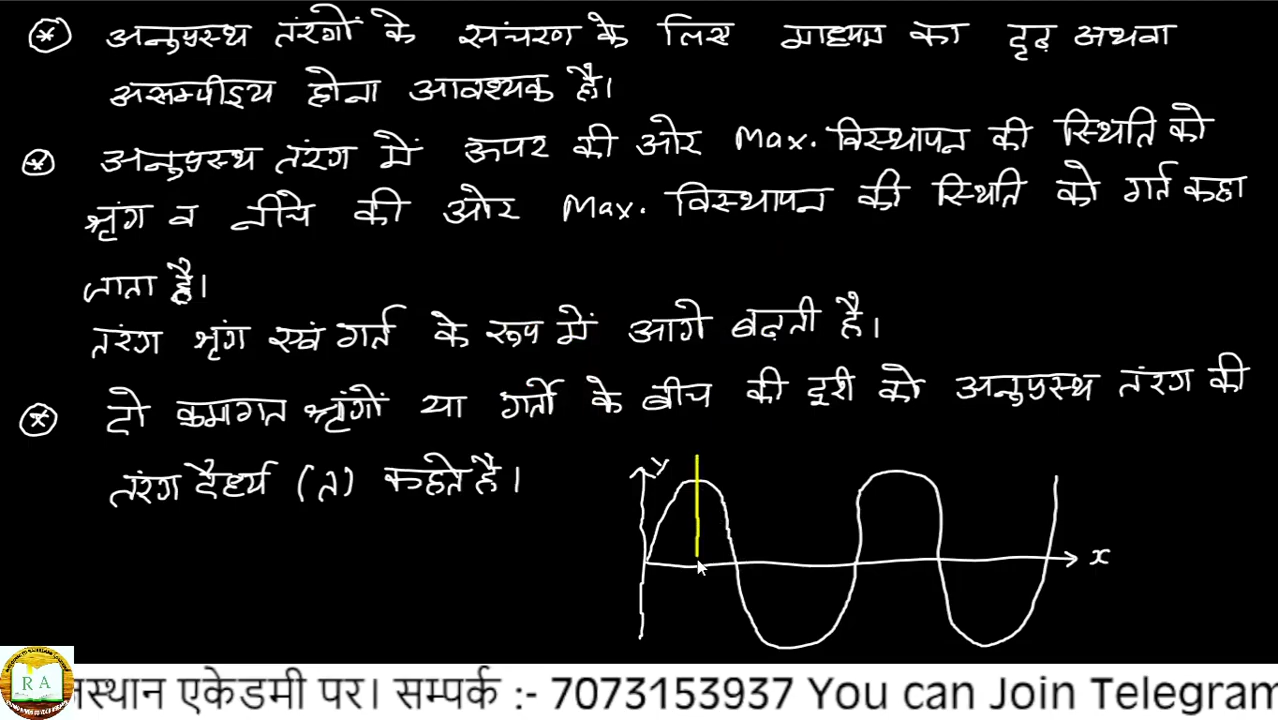 * अनुप्रस्थ तरंगों के संचरण के लिए माध्यम का दृढ़ अथवा
असम्पीड्य होना आवश्यक है।
* अनुप्रस्थ तरंग में ऊपर की ओर Max. विस्थापन की स्थिति को
श्रृंग व नीचे की ओर Max. विस्थापन की स्थिति को गर्त कहा
जाता है।
तरंग श्रृंग एवं गर्त के रूप में आगे बढ़ती है।
* दो क्रमागत श्रृंगों या गर्तो के बीच की दूरी को अनुप्रस्थ तरंग की
तरंग दैर्ध्य (λ) कहते है।
y
x
RA
जस्थान एकेडमी पर। सम्पर्क :- 7073153937 You can Join Telegram